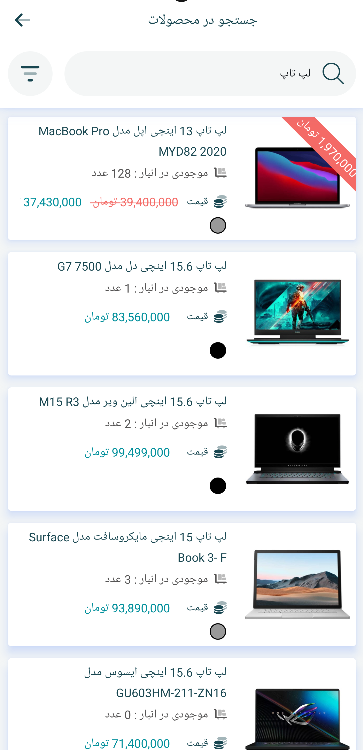 جستجو در محصولات
لپ تاپ
1,970,000 تومان
لپ تاپ 13 اینچی اپل مدل MacBook Pro
MYD82 2020
موجودی در انبار : 128 عدد
قیمت 39,400,000 تومان 37,430,000
لپ تاپ 15.6 اینچی دل مدل G7 7500
موجودی در انبار : 1 عدد
قیمت 83,560,000 تومان
لپ تاپ 15.6 اینچی الین ویر مدل M15 R3
موجودی در انبار : 2 عدد
قیمت 99,499,000 تومان
لپ تاپ 15 اینچی مایکروسافت مدل Surface
Book 3- F
موجودی در انبار : 3 عدد
قیمت 93,890,000 تومان
لپ تاپ 15.6 اینچی ایسوس مدل
GU603HM-211-ZN16
موجودی در انبار : 0 عدد
قیمت 71,400,000 تومان